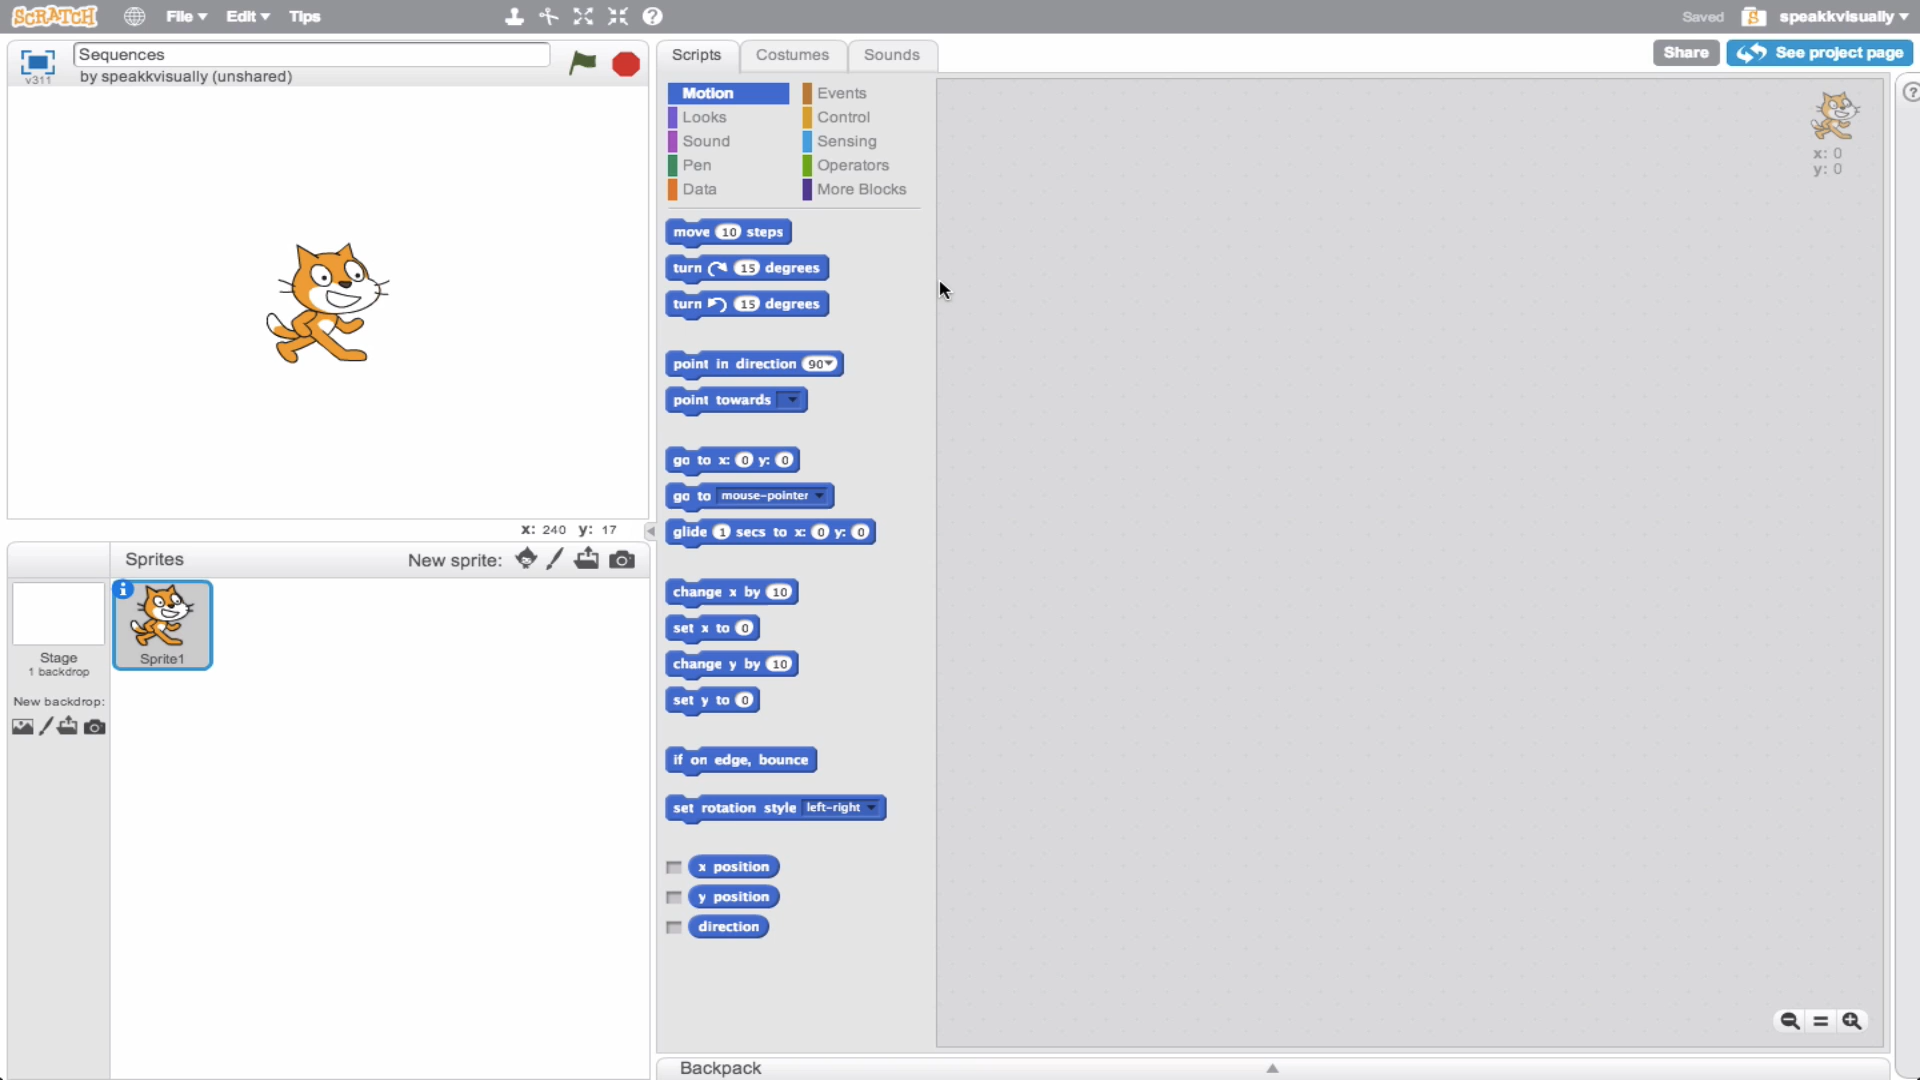 SCRATCH File Edit Tips Saved speakkvisually
v311
Sequences
by speakkvisually (unshared)
Scripts Costumes Sounds
Share See project page
Motion Events
Looks Control
Sound Sensing
Pen Operators
Data More Blocks
move 10 steps
turn 15 degrees
turn 15 degrees
point in direction 90
point towards
go to x: 0 y: 0
go to mouse-pointer
glide 1 secs to x: 0 y: 0
change x by 10
set x to 0
change y by 10
set y to 0
if on edge, bounce
set rotation style left-right
x position
y position
direction
x: 0
y: 0
x: 240 y: 17
Sprites New sprite:
Sprite1
Stage
1 backdrop
New backdrop:
Backpack